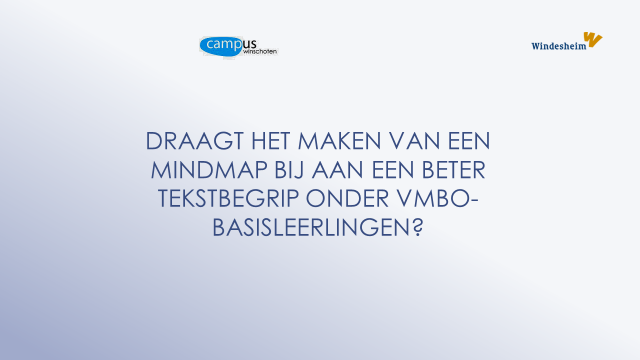 campus
winschoten
Windesheim
DRAAGT HET MAKEN VAN EEN
MINDMAP BIJ AAN EEN BETER
TEKSTBEGRIP ONDER VMBO-
BASISLEERLINGEN?